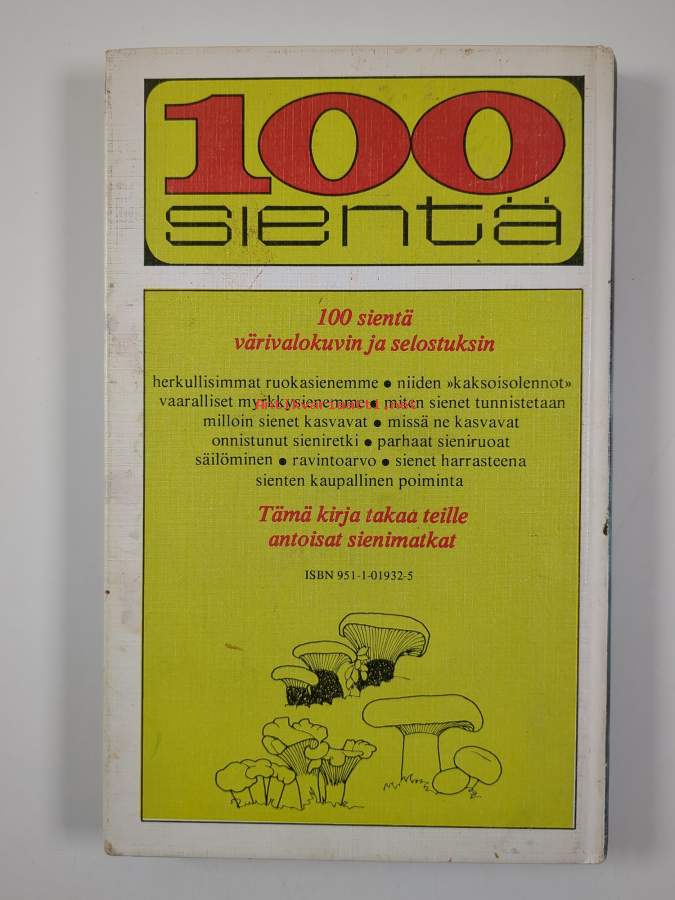 100
sientä
100 sientä
värivalokuvin ja selostuksin
herkullisimmat ruokasienemme ● niiden »kaksoisolennot»
vaaralliset myrkkysienemme ● miten sienet tunnistetaan
Antikvariaatti.net
milloin sienet kasvavat ● missä ne kasvavat
onnistunut sieniretki ● parhaat sieniruoat
säilöminen ● ravintoarvo ● sienet harrasteena
sienten kaupallinen poiminta
Tämä kirja takaa teille
antoisat sienimatkat
ISBN 951-1-01932-5